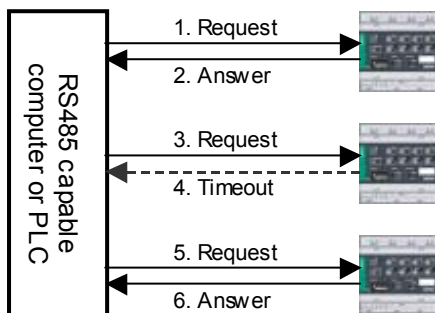 1. Request
2. Answer
RS485 capable
computer or PLC
3. Request
4. Timeout
5. Request
6. Answer